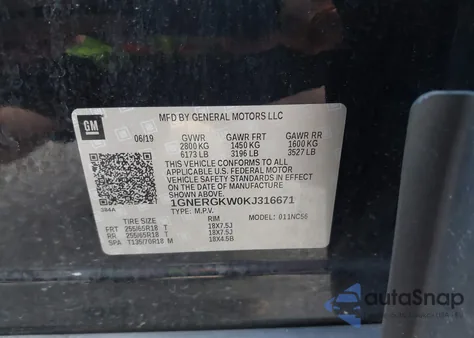 GM
MFD BY GENERAL MOTORS LLC
06/19 GVWR GAWR FRT GAWR RR
2800 KG 1450 KG 1600 KG
6173 LB 3196 LB 3527 LB
THIS VEHICLE CONFORMS TO ALL
APPLICABLE U.S. FEDERAL MOTOR
VEHICLE SAFETY STANDARDS IN EFFECT
ON THE DATE OF MANUFACTURE SHOWN ABOVE.
1GNERGKW0KJ316671
394A TYPE: M.P.V. MODEL: 011NC56
TIRE SIZE RIM
FRT 255/65R18 T 18X7.5J
RR 255/65R18 T 18X7.5J
SPA T135/70R18 M 18X4.5B
autoSnap